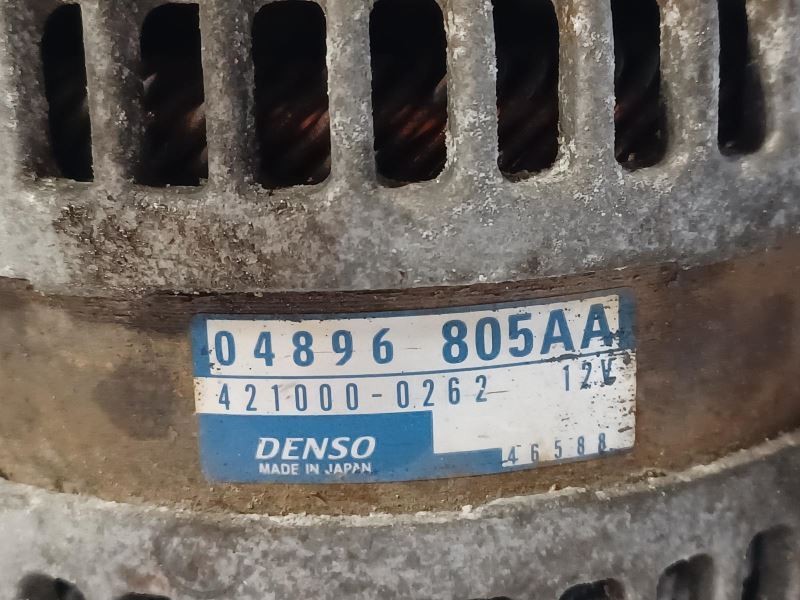 04896 805AA
421000-0262 12V
DENSO
MADE IN JAPAN
46588